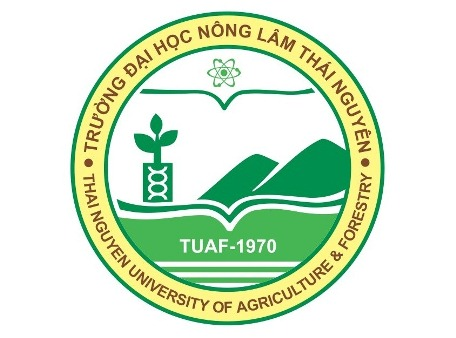 TRƯỜNG ĐẠI HỌC NÔNG LÂM THÁI NGUYÊN
THAI NGUYEN UNIVERSITY OF AGRICULTURE & FORESTRY
TUAF-1970